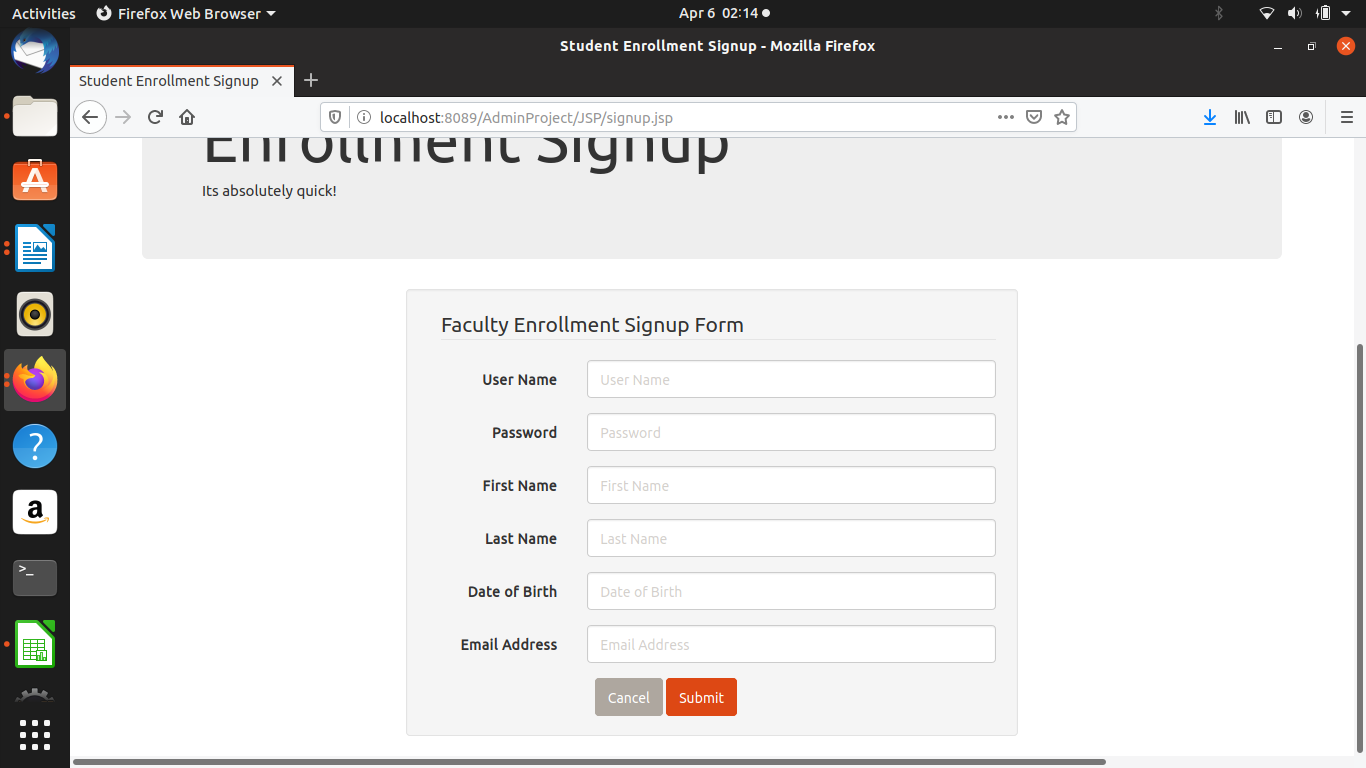 Activities
Firefox Web Browser
Apr 6 02:14
Student Enrollment Signup - Mozilla Firefox
Student Enrollment Signup
localhost:8089/AdminProject/JSP/signup.jsp
Enrollment Signup
Its absolutely quick!
Faculty Enrollment Signup Form
User Name User Name
Password Password
First Name First Name
Last Name Last Name
Date of Birth Date of Birth
Email Address Email Address
Cancel Submit